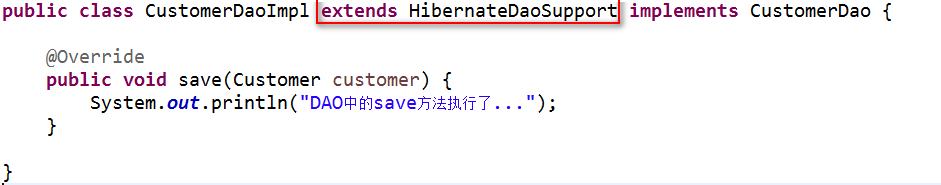 public class CustomerDaoImpl extends HibernateDaoSupport implements CustomerDao {
@Override
public void save(Customer customer) {
System.out.println("DAO中的save方法执行了...");
}
}